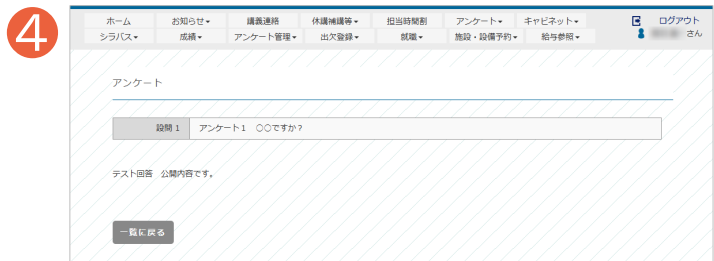 4
ホーム お知らせ▾ 講義連絡 休講補講等▾ 担当時間割 アンケート▾ キャビネット▾ ログアウト
シラバス▾ 成績▾ アンケート管理▾ 出欠登録▾ 就職▾ 施設・設備予約▾ 給与参照▾ さん
アンケート
設問 1 アンケート１ ○○ですか？
テスト回答 公開内容です。
一覧に戻る